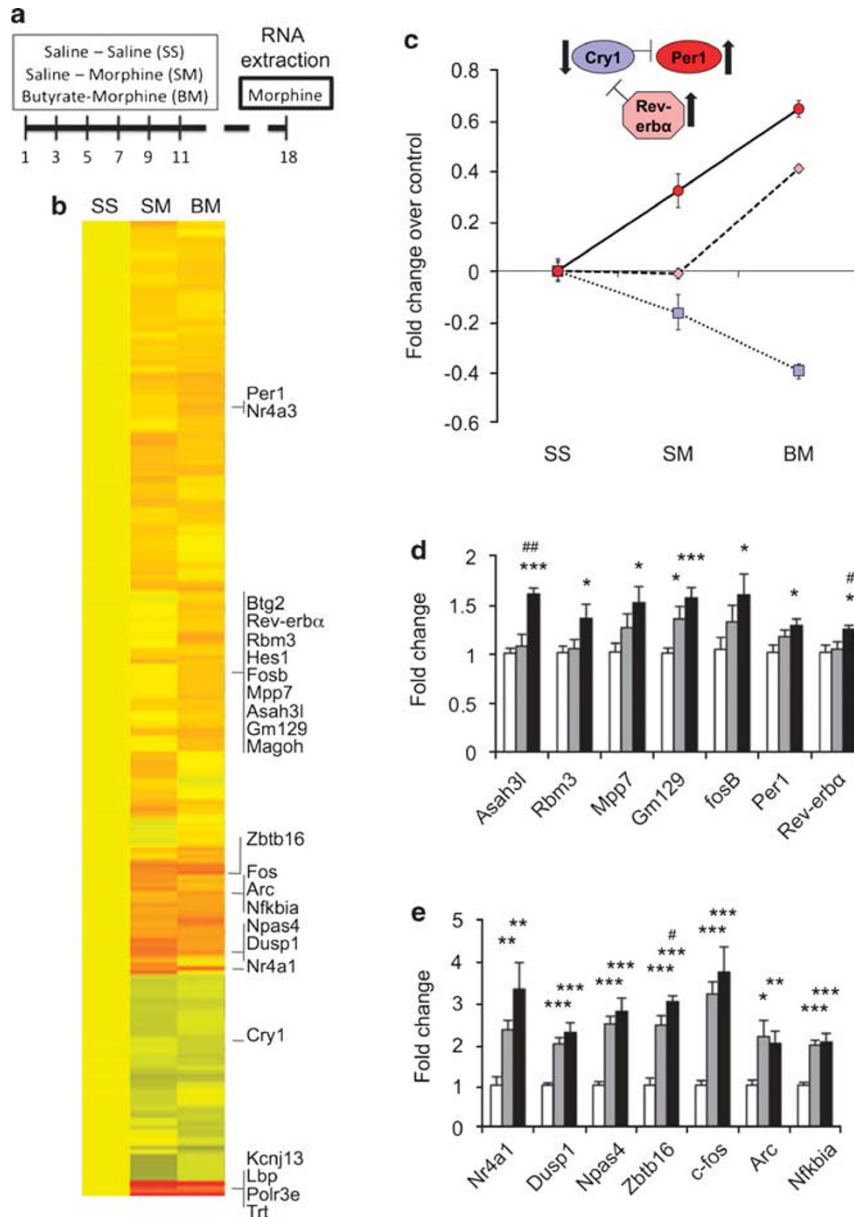 a
Saline – Saline (SS)
Saline – Morphine (SM)
Butyrate-Morphine (BM)
RNA
extraction
Morphine
1 3 5 7 9 11 18
b
SS SM BM
Per1
Nr4a3
Btg2
Rev-erbα
Rbm3
Hes1
Fosb
Mpp7
Asah3l
Gm129
Magoh
Zbtb16
Fos
Arc
Nfkbia
Npas4
Dusp1
Nr4a1
Cry1
Kcnj13
Lbp
Polr3e
Trt
c
Cry1 Per1
Rev-
erbα
Fold change over control
0.8
0.6
0.4
0.2
0
-0.2
-0.4
-0.6
SS SM BM
d
Fold change
2
1.5
1
0.5
0
## *** * * * *** * * # *
Asah3l Rbm3 Mpp7 Gm129 fosB Per1 Rev-erbα
e
Fold change
5
4
3
2
1
0
** ** *** *** *** *** *** *** # *** *** * ** *** ***
Nr4a1 Dusp1 Npas4 Zbtb16 c-fos Arc Nfkbia